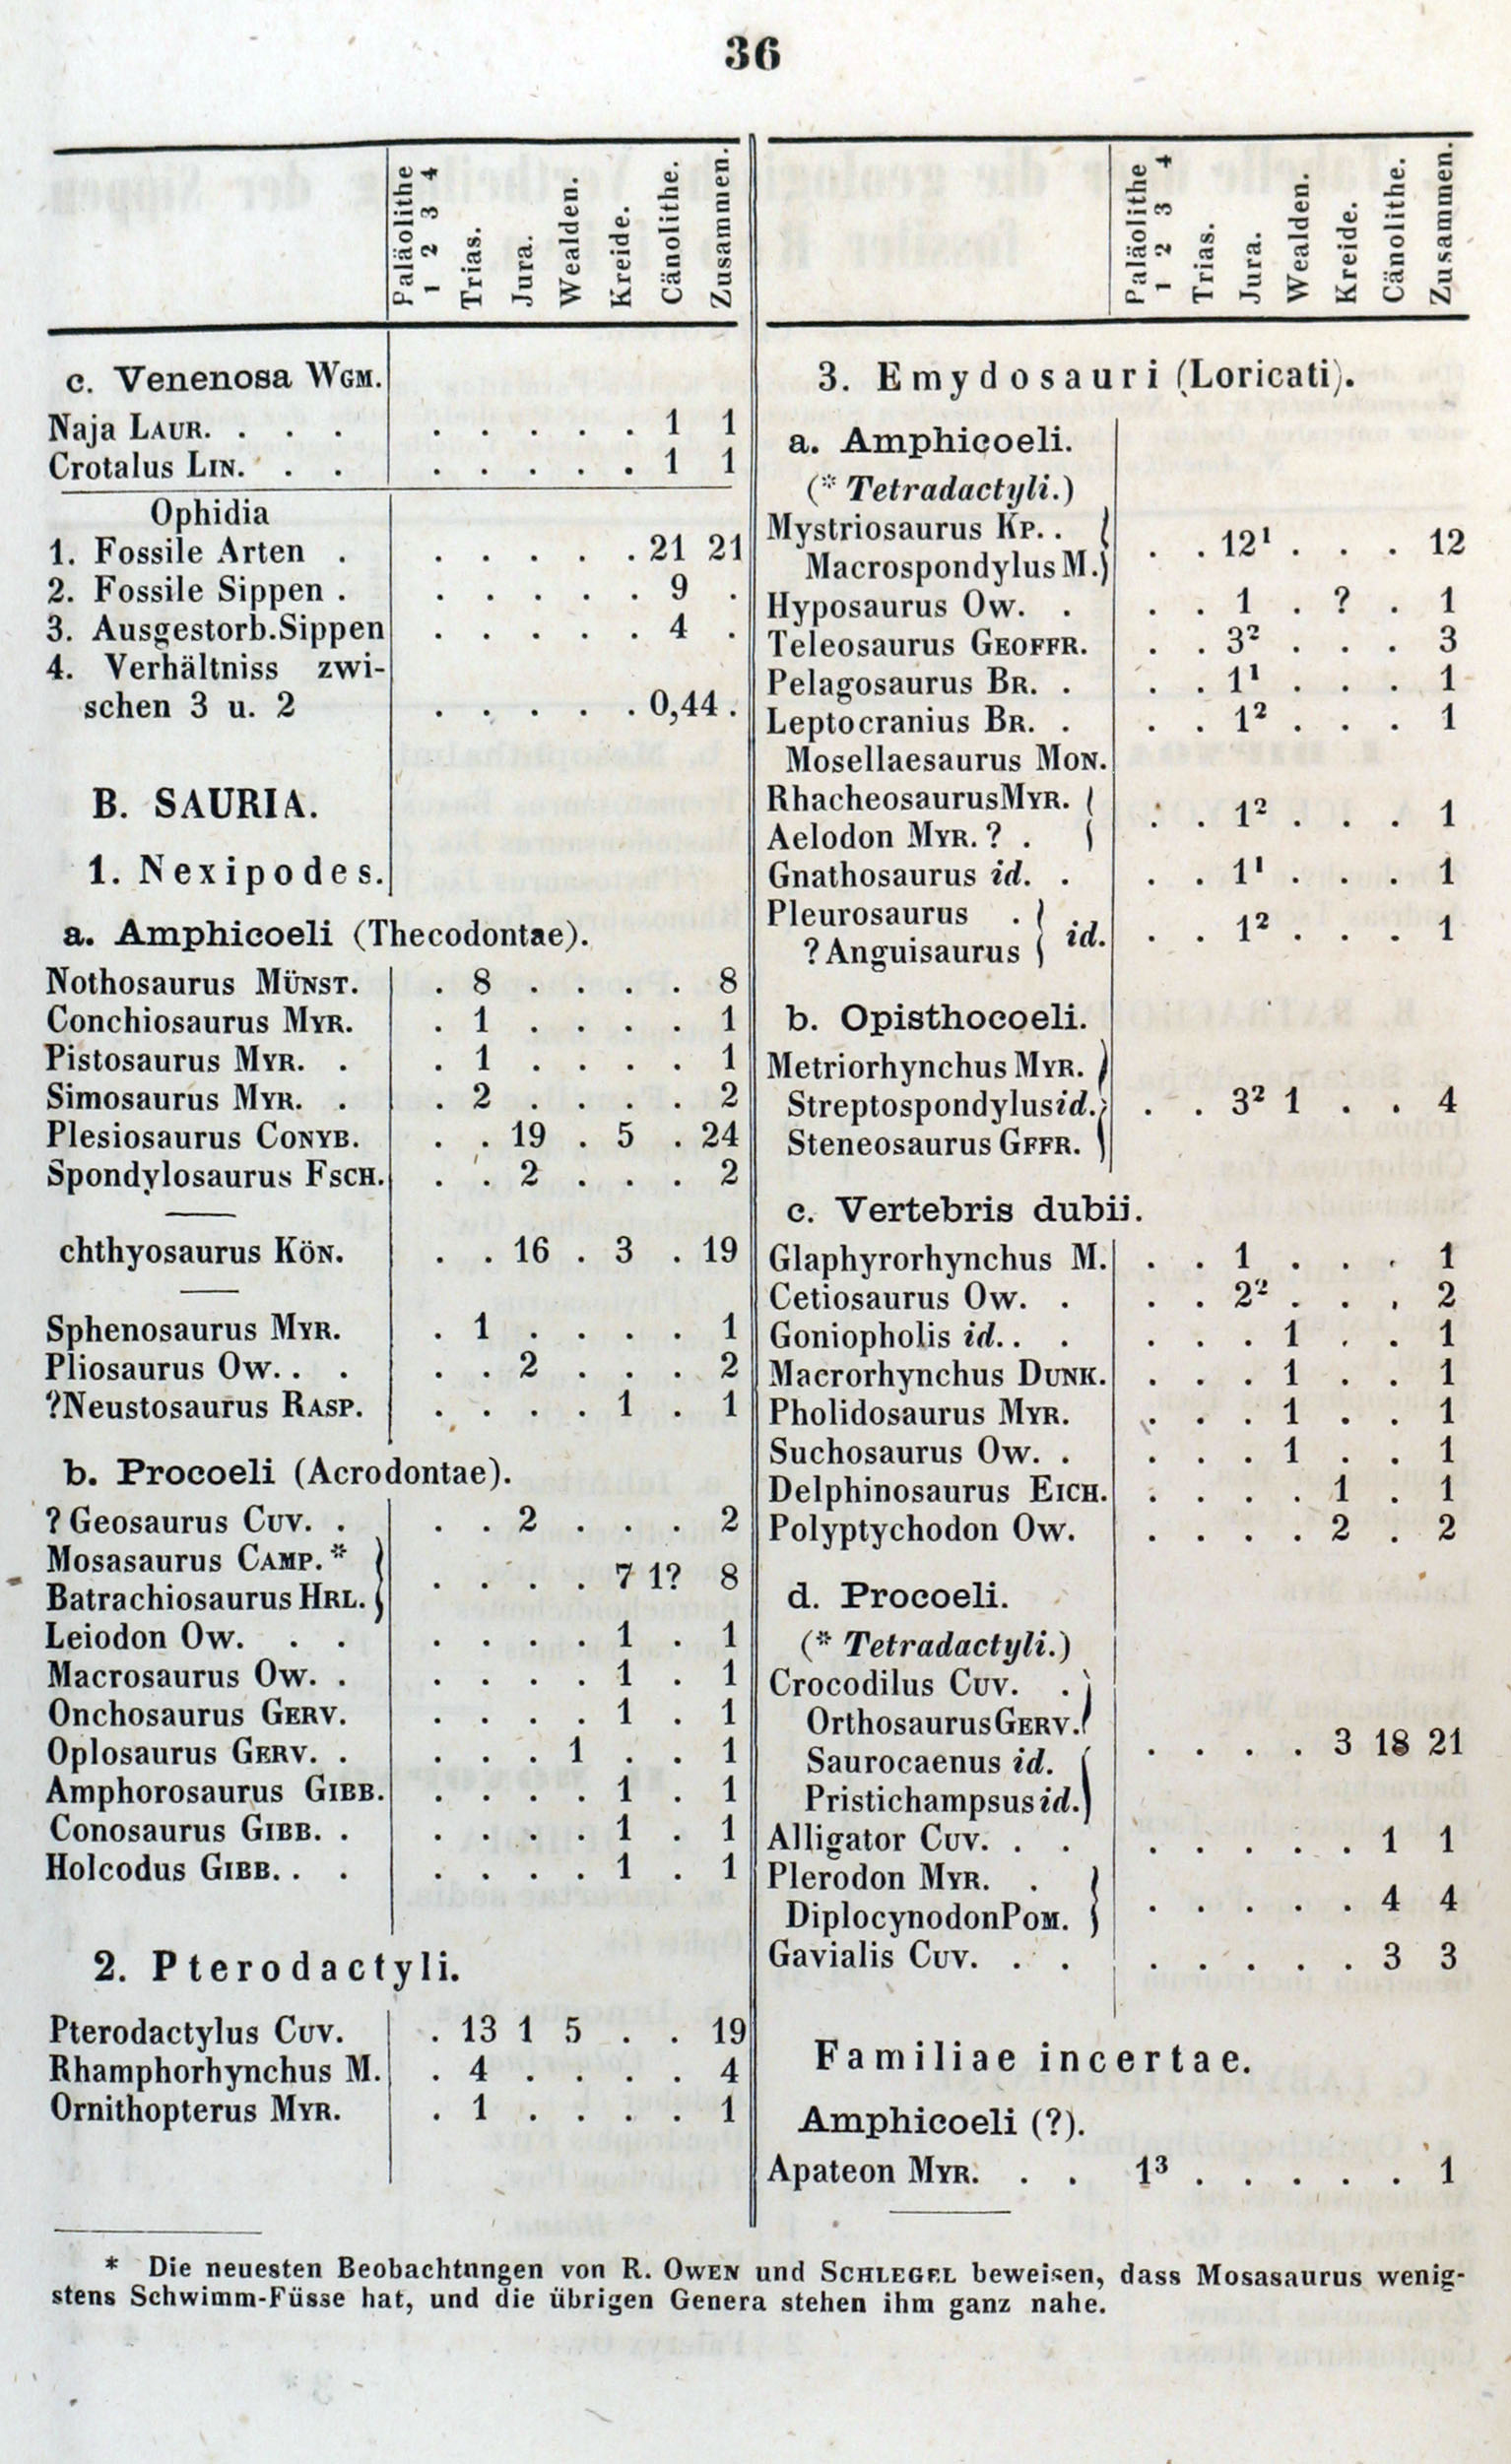 36
Paläolithe 1 2 3 4 Trias. Jura. Wealden. Kreide. Cänolithe. Zusammen.
c. Venenosa WGM.
Naja LAUR. . . . . . . . . . 1 1
Crotalus LIN. . . . . . . . . 1 1
Ophidia
1. Fossile Arten . . . . . . . 21 21
2. Fossile Sippen . . . . . . . 9 .
3. Ausgestorb. Sippen . . . . . . 4 .
4. Verhältniss zwi-
schen 3 u. 2 . . . . . . 0,44 .
B. SAURIA.
1. Nexipodes.
a. Amphicoeli (Thecodontae).
Nothosaurus MÜNST. . 8 . . . . 8
Conchiosaurus MYR. . 1 . . . . 1
Pistosaurus MYR. . . 1 . . . . 1
Simosaurus MYR. . . 2 . . . . 2
Plesiosaurus CONYB. . . 19 . 5 . 24
Spondylosaurus FSCH. . . 2 . . . 2
chthyosaurus KÖN. . . 16 . 3 . 19
Sphenosaurus MYR. . 1 . . . . 1
Pliosaurus OW. . . . . 2 . . . 2
?Neustosaurus RASP. . . . . 1 . 1
b. Procoeli (Acrodontae).
? Geosaurus CUV. . . . 2 . . . 2
Mosasaurus CAMP. * }
Batrachiosaurus HRL. } . . . . 7 1? 8
Leiodon OW. . . . . . . 1 . 1
Macrosaurus OW. . . . . . 1 . 1
Onchosaurus GERV. . . . . 1 . 1
Oplosaurus GERV. . . . . 1 . . 1
Amphorosaurus GIBB. . . . . 1 . 1
Conosaurus GIBB. . . . . . 1 . 1
Holcodus GIBB. . . . . . . 1 . 1
2. Pterodactyli.
Pterodactylus CUV. . 13 1 5 . . 19
Rhamphorhynchus M. . 4 . . . . 4
Ornithopterus MYR. . 1 . . . . 1
Paläolithe 1 2 3 4 Trias. Jura. Wealden. Kreide. Cänolithe. Zusammen.
3. Emydosauri (Loricati).
a. Amphicoeli.
(* Tetradactyli.)
Mystriosaurus KP. . {
Macrospondylus M. } . . 12¹ . . . 12
Hyposaurus OW. . . . 1 . ? . 1
Teleosaurus GEOFFR. . . 3² . . . 3
Pelagosaurus BR. . . . 1¹ . . . 1
Leptocranius BR. . . . 1² . . . 1
Mosellaesaurus MON.
Rhacheosaurus MYR. {
Aelodon MYR. ? . } . . 1² . . . 1
Gnathosaurus id. . . . 1¹ . . . 1
Pleurosaurus . }
? Anguisaurus } id. . . 1² . . . 1
b. Opisthocoeli.
Metriorhynchus MYR. }
Streptospondylus id. } . . 3² 1 . . 4
Steneosaurus GFFR. }
c. Vertebris dubii.
Glaphyrorhynchus M. . . 1 . . . 1
Cetiosaurus OW. . . . 2² . . . 2
Goniopholis id. . . . . . 1 . . 1
Macrorhynchus DUNK. . . . 1 . . 1
Pholidosaurus MYR. . . . 1 . . 1
Suchosaurus OW. . . . . 1 . . 1
Delphinosaurus EICH. . . . . 1 . 1
Polyptychodon OW. . . . . 2 . 2
d. Procoeli.
(* Tetradactyli.)
Crocodilus CUV. . }
Orthosaurus GERV. }
Saurocaenus id. { . . . . 3 18 21
Pristichampsus id. }
Alligator CUV. . . . . . . . 1 1
Plerodon MYR. . }
Diplocynodon POM. } . . . . . 4 4
Gavialis CUV. . . . . . . . 3 3
Familiae incertae.
Amphicoeli (?).
Apateon MYR. . . 1³ . . . . . 1
* Die neuesten Beobachtungen von R. OWEN und SCHLEGEL beweisen, dass Mosasaurus wenig-
stens Schwimm-Füsse hat, und die übrigen Genera stehen ihm ganz nahe.